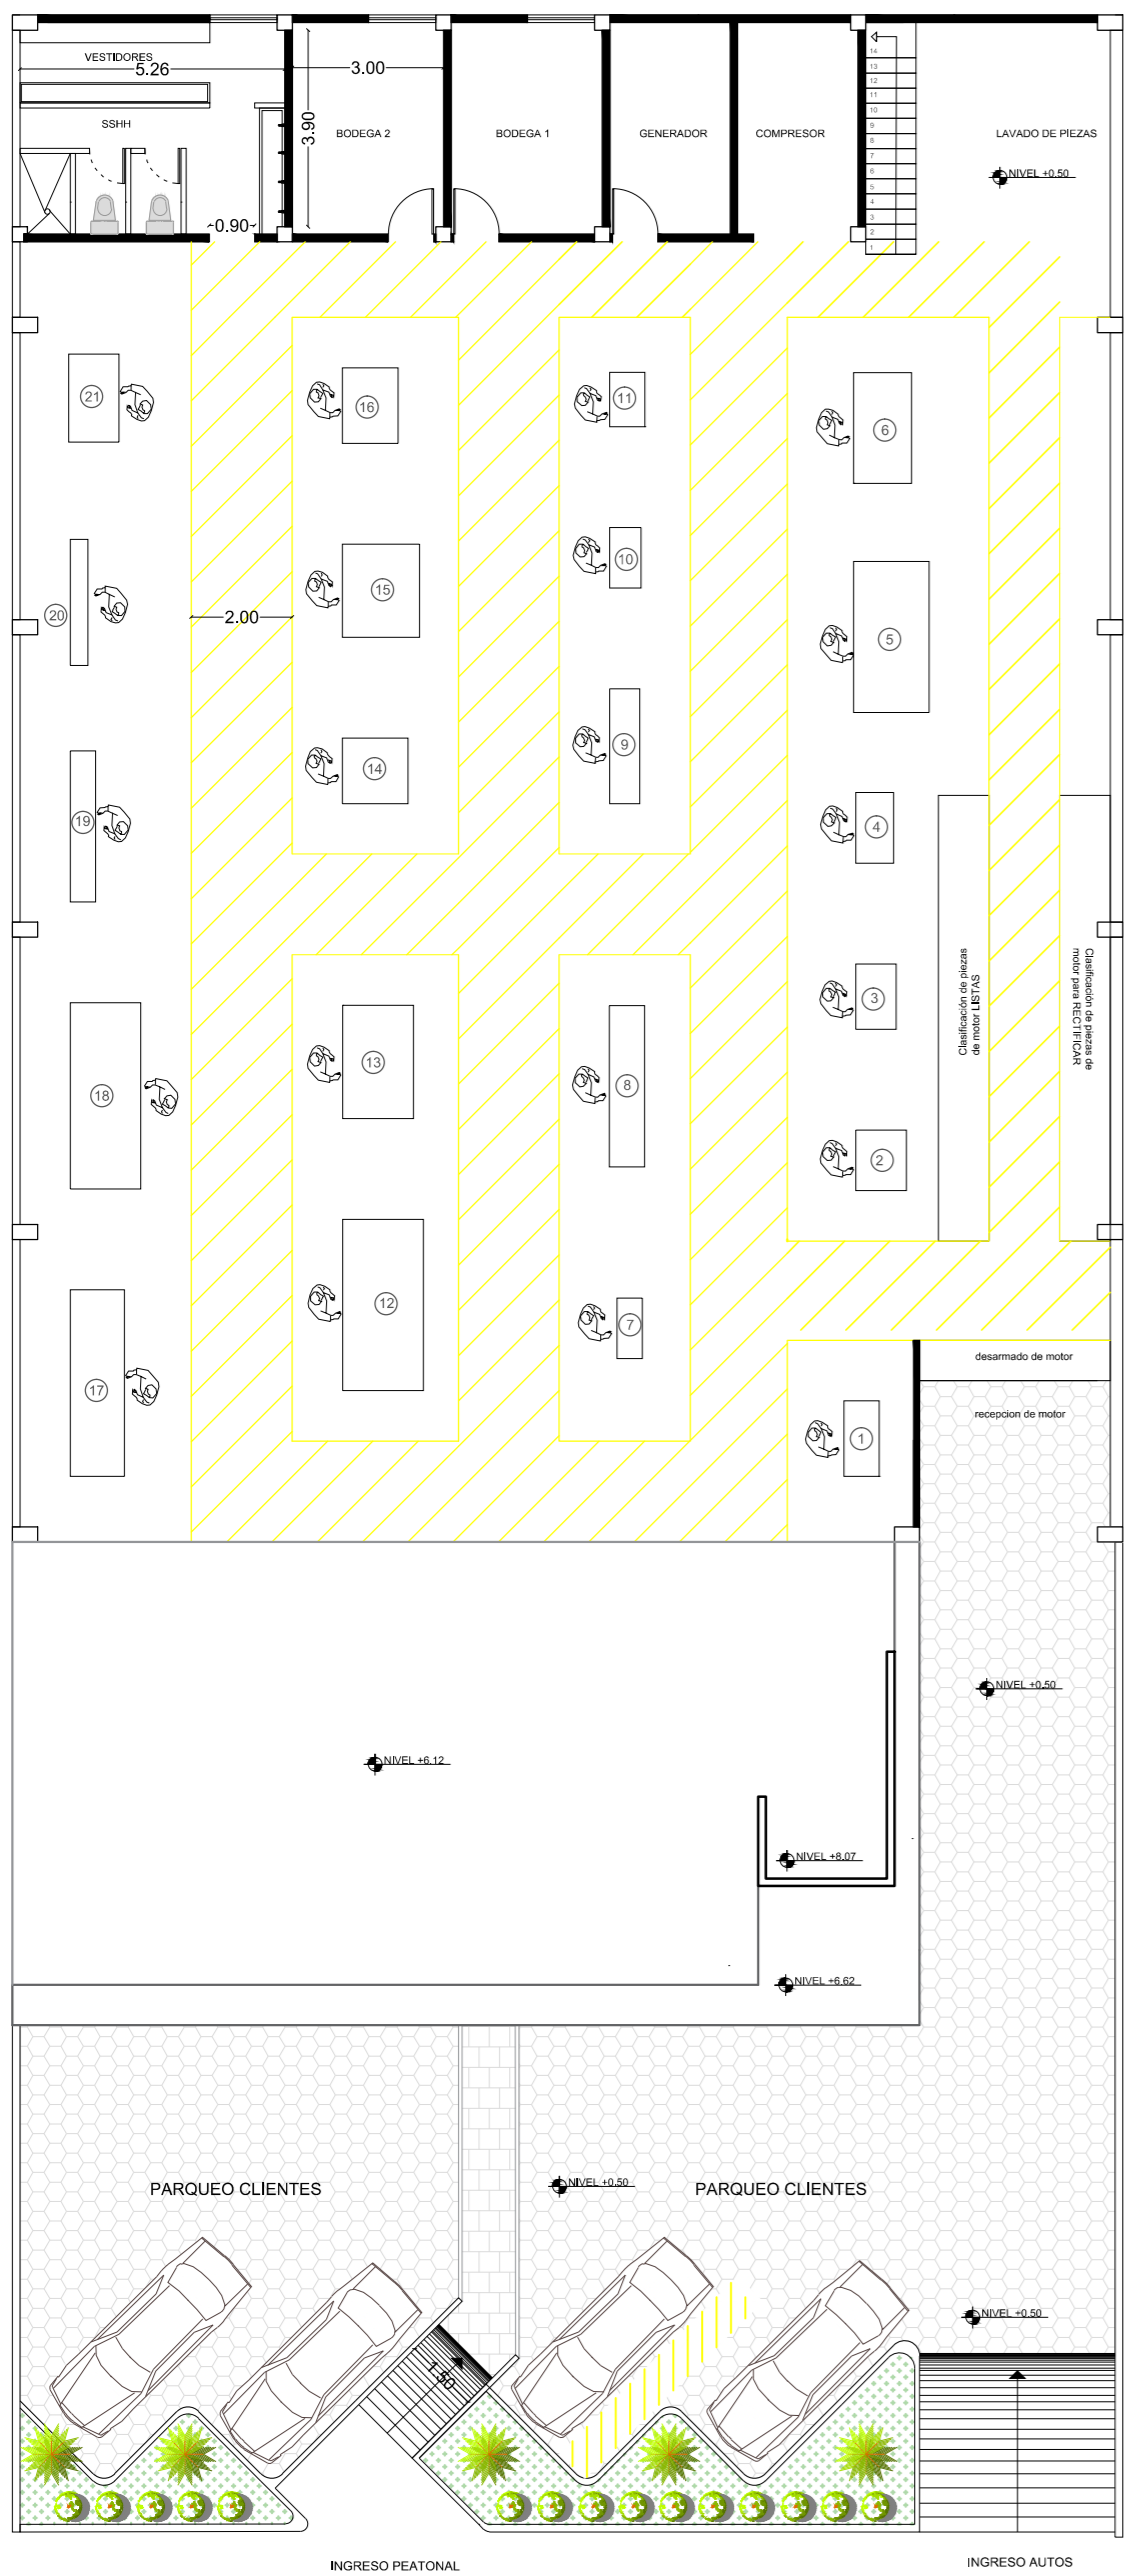 VESTIDORES
5.26
3.00
3.90
SSHH
BODEGA 2
BODEGA 1
GENERADOR
COMPRESOR
LAVADO DE PIEZAS
NIVEL +0.50
0.90
14
13
12
11
10
9
8
7
6
5
4
3
2
1
21
16
11
6
10
15
20
2.00
5
9
14
19
4
Clasificación de piezas
de motor LISTAS
Clasificación de piezas de
motor para RECTIFICAR
3
13
8
18
2
12
7
17
1
desarmado de motor
recepcion de motor
NIVEL +0.50
NIVEL +6.12
NIVEL +8.07
NIVEL +6.62
PARQUEO CLIENTES
NIVEL +0.50
PARQUEO CLIENTES
NIVEL +0.50
1.50
INGRESO PEATONAL
INGRESO AUTOS